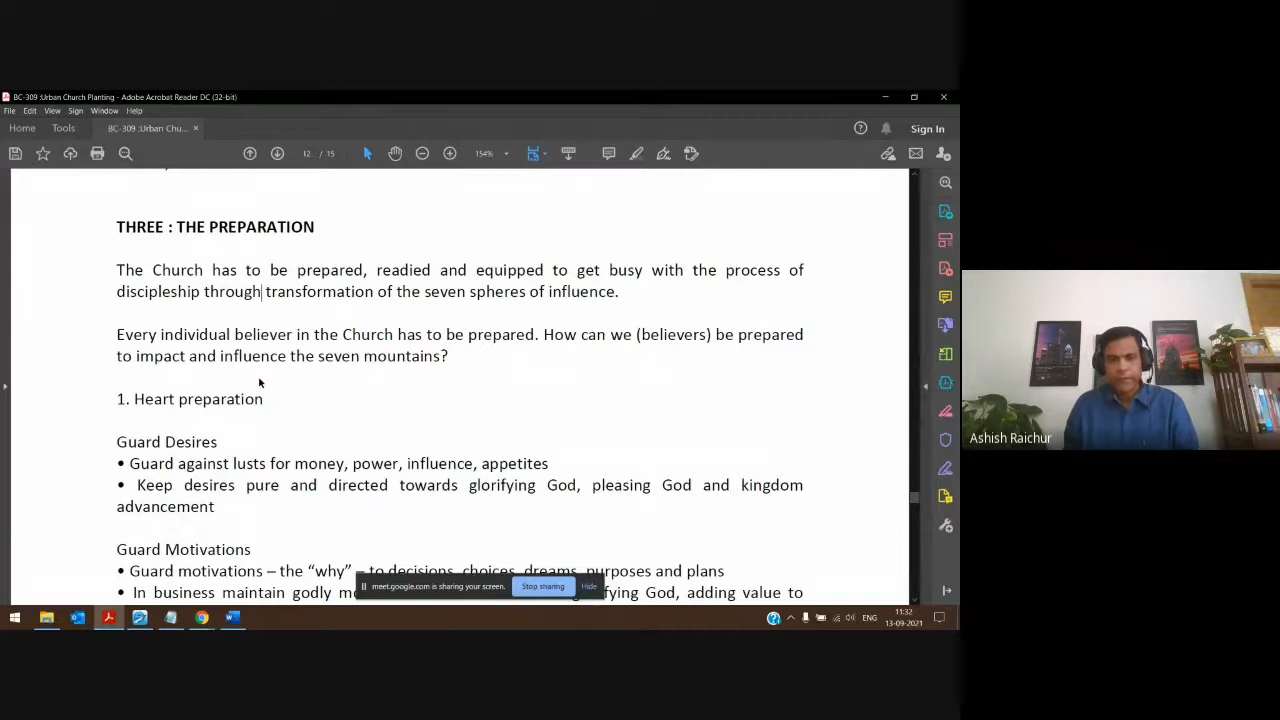 BC-309 :Urban Church Planting - Adobe Acrobat Reader DC (32-bit)
File Edit View Sign Window Help
Home Tools BC-309 :Urban Chu... × Sign In
12 / 15 154%
THREE : THE PREPARATION
The Church has to be prepared, readied and equipped to get busy with the process of
discipleship through transformation of the seven spheres of influence.
Every individual believer in the Church has to be prepared. How can we (believers) be prepared
to impact and influence the seven mountains?
1. Heart preparation
Guard Desires
• Guard against lusts for money, power, influence, appetites
• Keep desires pure and directed towards glorifying God, pleasing God and kingdom
advancement
Guard Motivations
• Guard motivations – the “why” – to decisions, choices, dreams, purposes and plans
• In business maintain godly God, adding value to
meet.google.com is sharing your screen. Stop sharing Hide
ENG
11:32
13-09-2021
Ashish Raichur